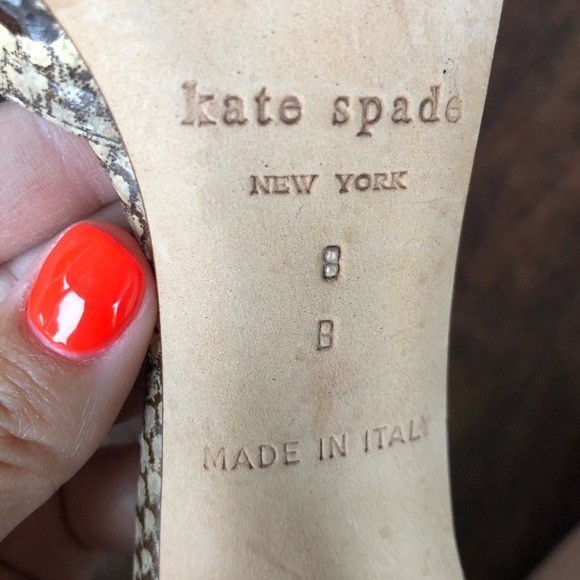 kate spade
NEW YORK
8
B
MADE IN ITALY